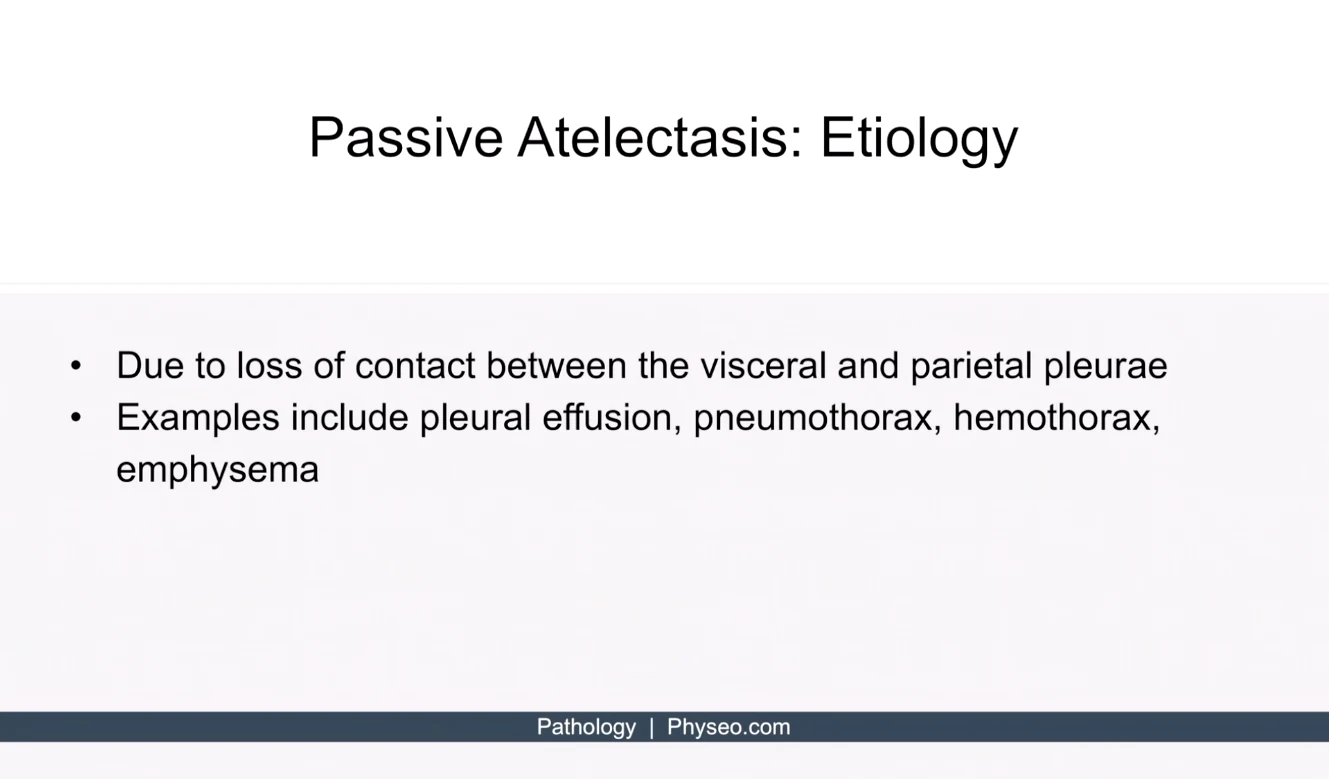 Passive Atelectasis: Etiology
• Due to loss of contact between the visceral and parietal pleurae
• Examples include pleural effusion, pneumothorax, hemothorax,
emphysema
Pathology | Physeo.com